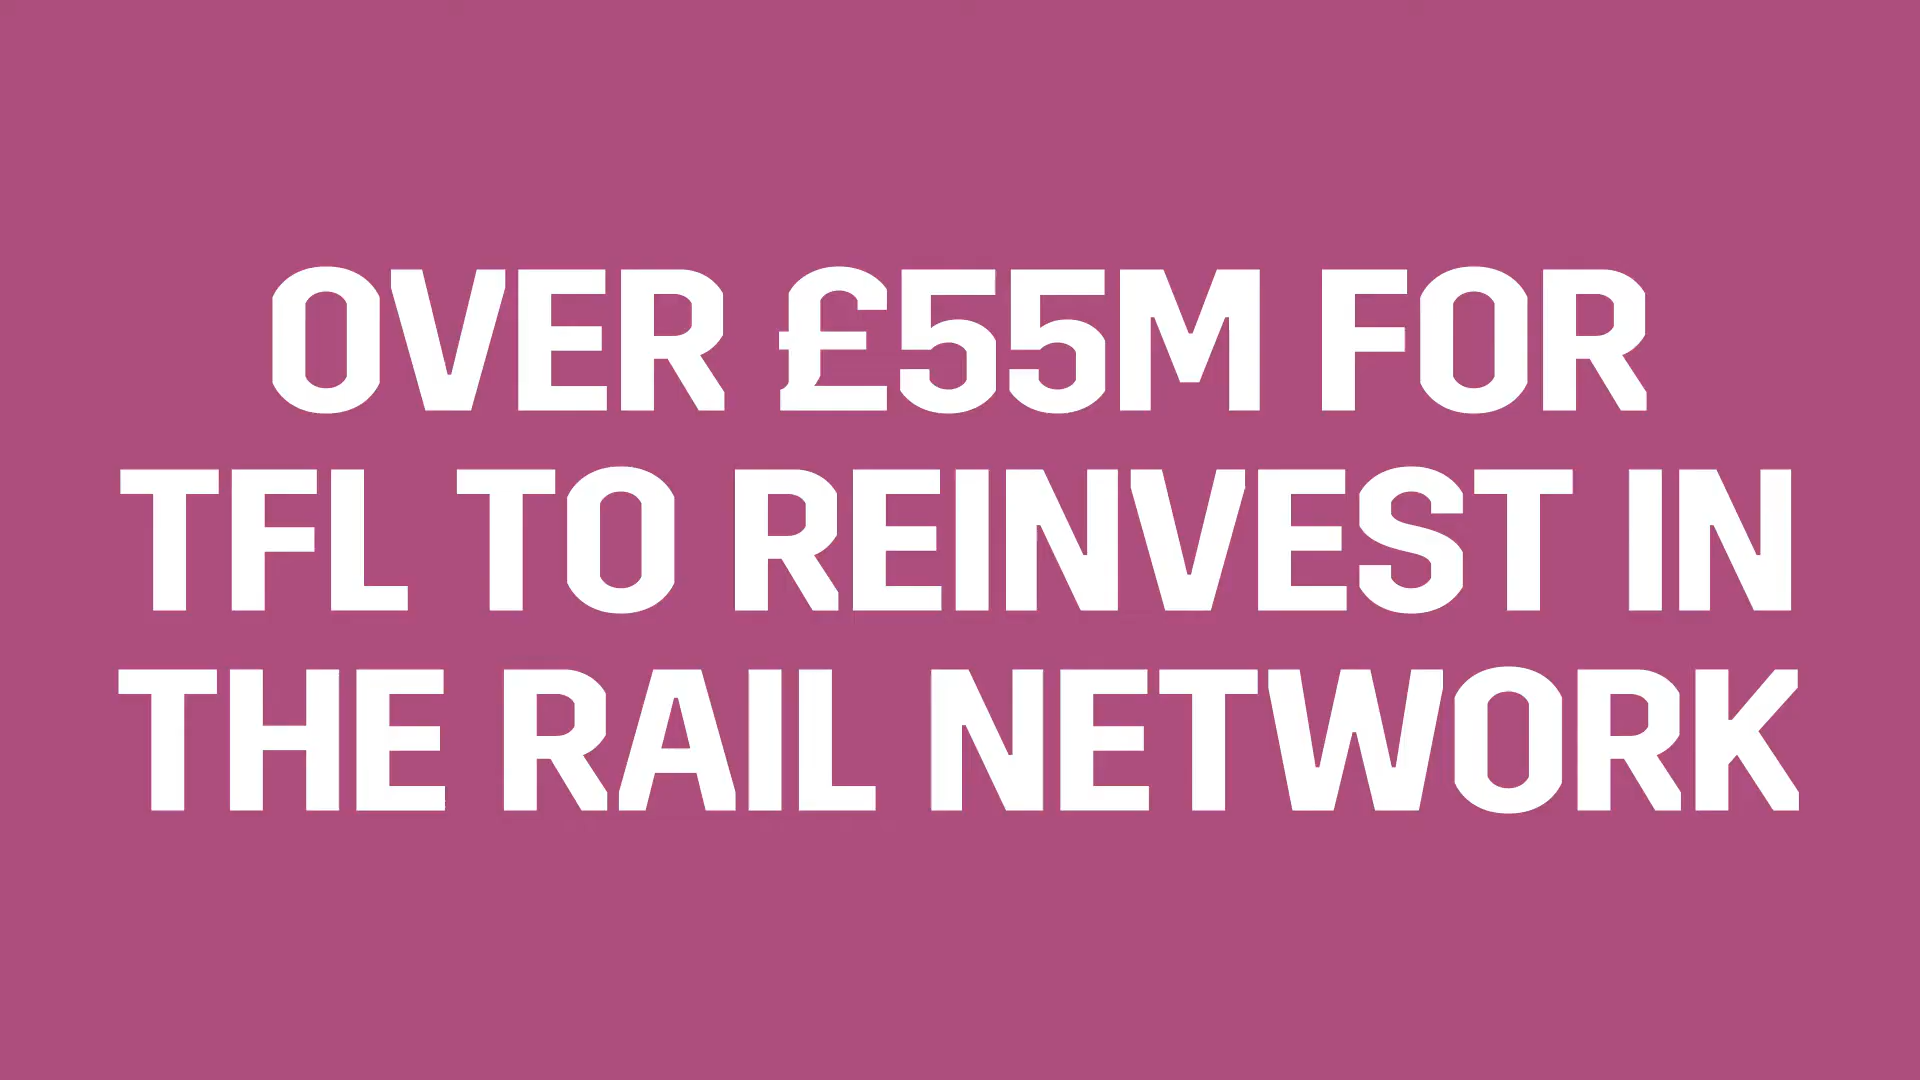 OVER £55M FOR
TFL TO REINVEST IN
THE RAIL NETWORK